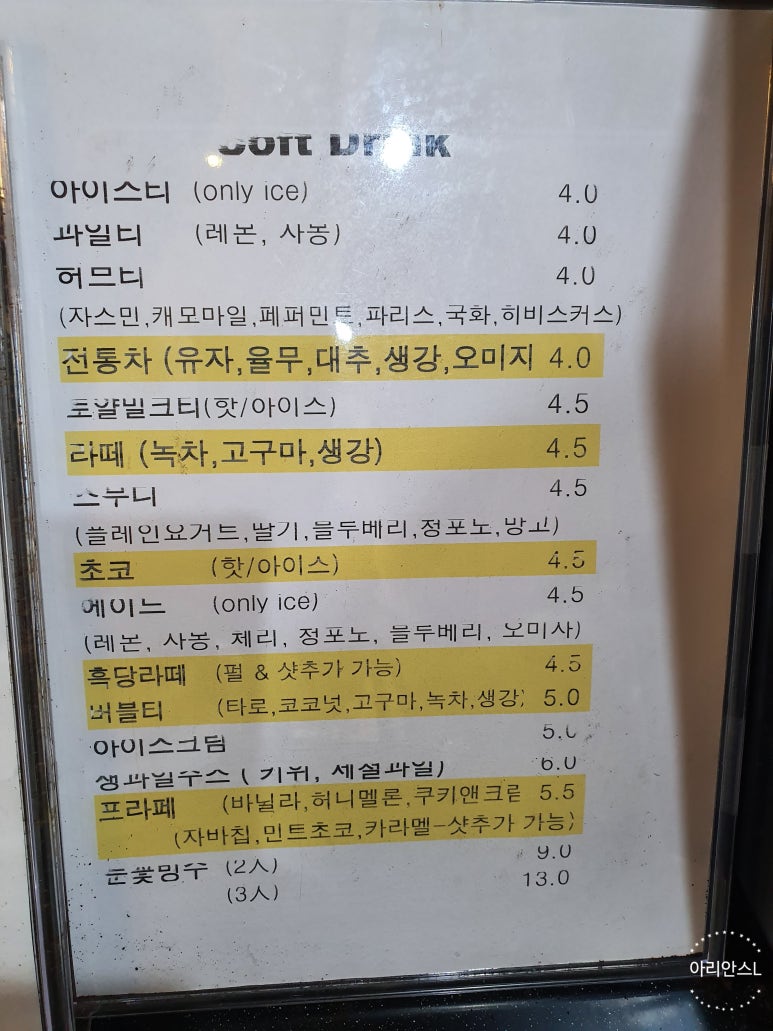 Soft Drink
아이스티 (only ice) 4.0
과일티 (레몬, 자몽) 4.0
허브티 4.0
(자스민,캐모마일,페퍼민트,파리스,국화,히비스커스)
전통차 (유자,율무,대추,생강,오미자 4.0
로얄밀크티(핫/아이스) 4.5
라떼 (녹차,고구마,생강) 4.5
스무디 4.5
(플레인요거트,딸기,블루베리,청포도,망고)
초코 (핫/아이스) 4.5
에이드 (only ice) 4.5
(레몬, 자몽, 체리, 청포도, 블루베리, 오미자)
흑당라떼 (펄 & 샷추가 가능) 4.5
버블티 (타로,코코넛,고구마,녹차,생강) 5.0
아이스크림 5.0
생과일주스 ( 키위, 제철과일) 6.0
프라페 (바닐라,허니멜론,쿠키앤크림 5.5
(자바칩,민트초코,카라멜-샷추가 가능)
눈꽃빙수 (2人) 9.0
(3人) 13.0
아리안스L